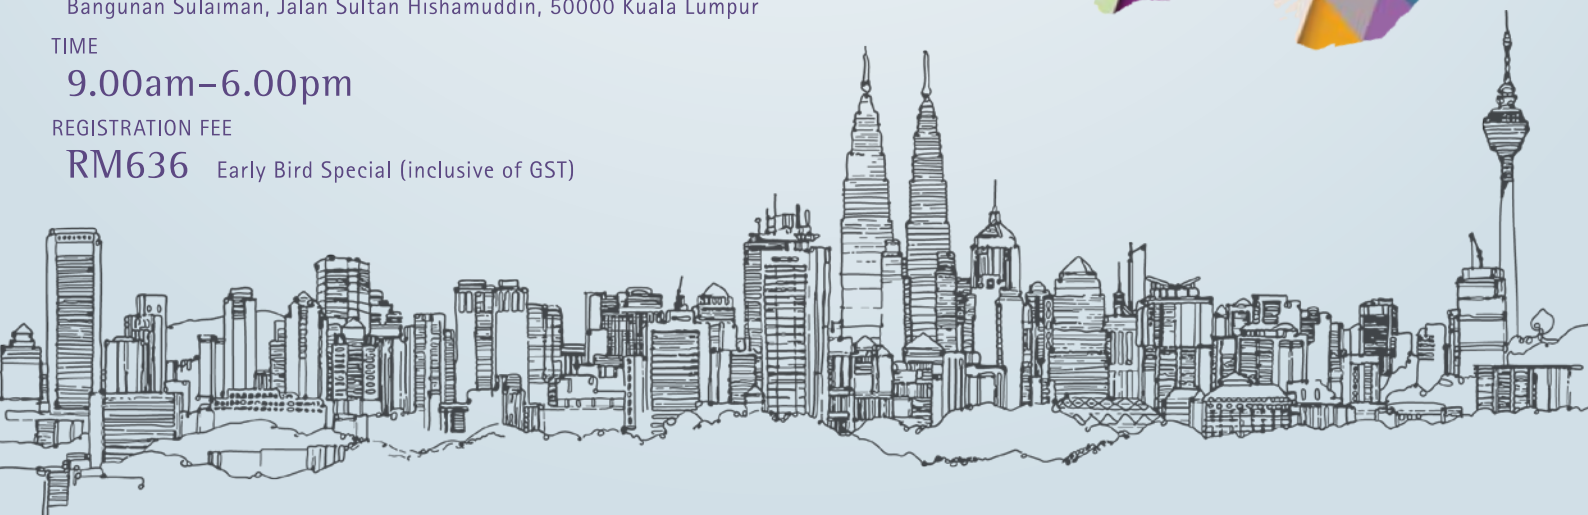 Bangunan Sulaiman, Jalan Sultan Hishamuddin, 50000 Kuala Lumpur
TIME
9.00am–6.00pm
REGISTRATION FEE
RM636 Early Bird Special (inclusive of GST)